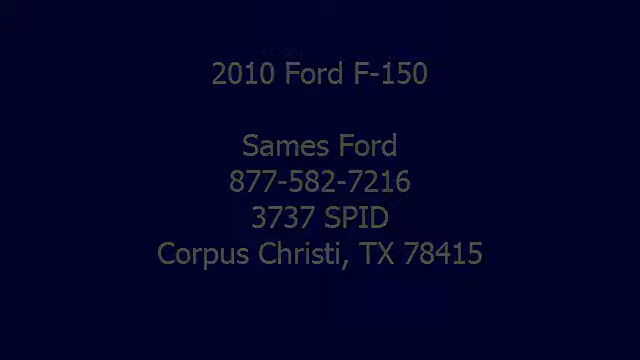 2010 Ford F-150
Sames Ford
877-582-7216
3737 SPID
Corpus Christi, TX 78415